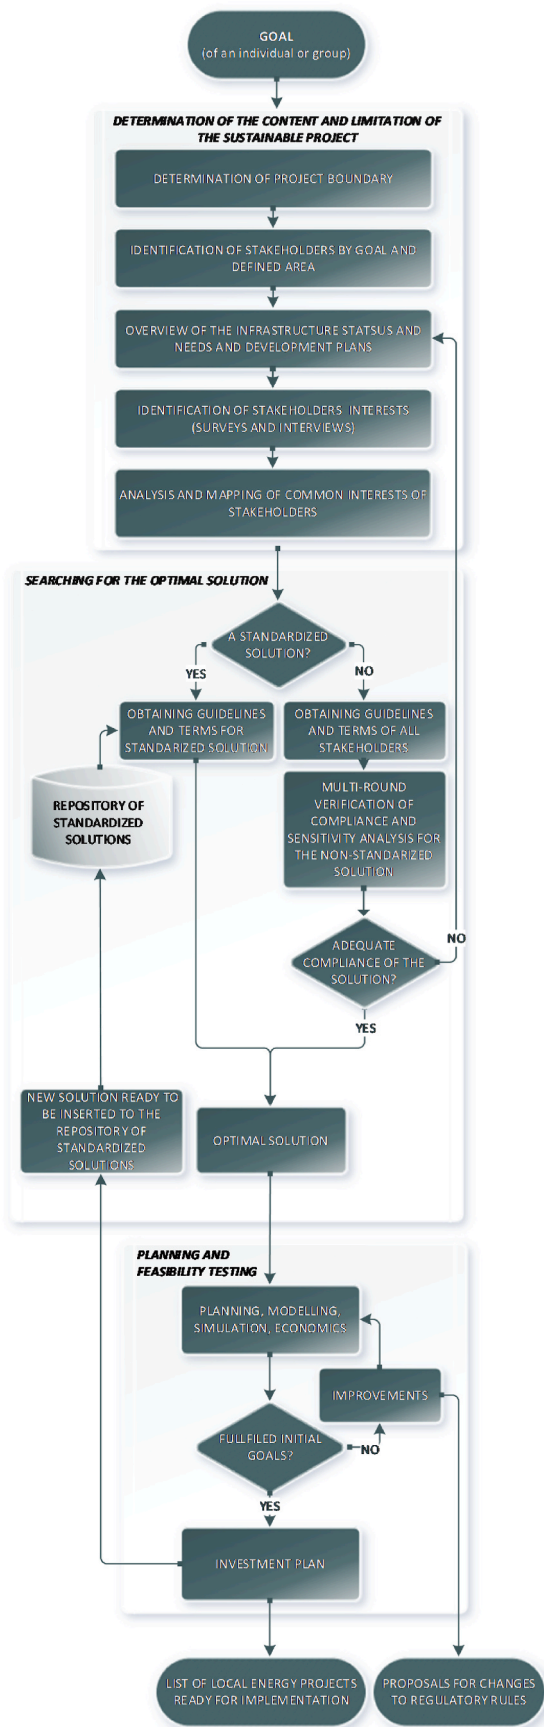 GOAL
(of an individual or group)
DETERMINATION OF THE CONTENT AND LIMITATION OF
THE SUSTAINABLE PROJECT
DETERMINATION OF PROJECT BOUNDARY
IDENTIFICATION OF STAKEHOLDERS BY GOAL AND
DEFINED AREA
OVERVIEW OF THE INFRASTRUCTURE STATSUS AND
NEEDS AND DEVELOPMENT PLANS
IDENTIFICATION OF STAKEHOLDERS INTERESTS
(SURVEYS AND INTERVIEWS)
ANALYSIS AND MAPPING OF COMMON INTERESTS OF
STAKEHOLDERS
SEARCHING FOR THE OPTIMAL SOLUTION
A STANDARDIZED
SOLUTION?
YES
NO
OBTAINING GUIDELINES
AND TERMS FOR
STANDARIZED SOLUTION
OBTAINING GUIDELINES
AND TERMS OF ALL
STAKEHOLDERS
REPOSITORY OF
STANDARDIZED
SOLUTIONS
MULTI-ROUND
VERIFICATION OF
COMPLIANCE AND
SENSITIVITY ANALYSIS FOR
THE NON-STANDARIZED
SOLUTION
ADEQUATE
COMPLIANCE OF THE
SOLUTION?
NO
YES
NEW SOLUTION READY TO
BE INSERTED TO THE
REPOSITORY OF
STANDARDIZED
SOLUTIONS
OPTIMAL SOLUTION
PLANNING AND
FEASIBILITY TESTING
PLANNING, MODELLING,
SIMULATION, ECONOMICS
IMPROVEMENTS
FULLFILED INITIAL
GOALS?
NO
YES
INVESTMENT PLAN
LIST OF LOCAL ENERGY PROJECTS
READY FOR IMPLEMENTATION
PROPOSALS FOR CHANGES
TO REGULATORY RULES